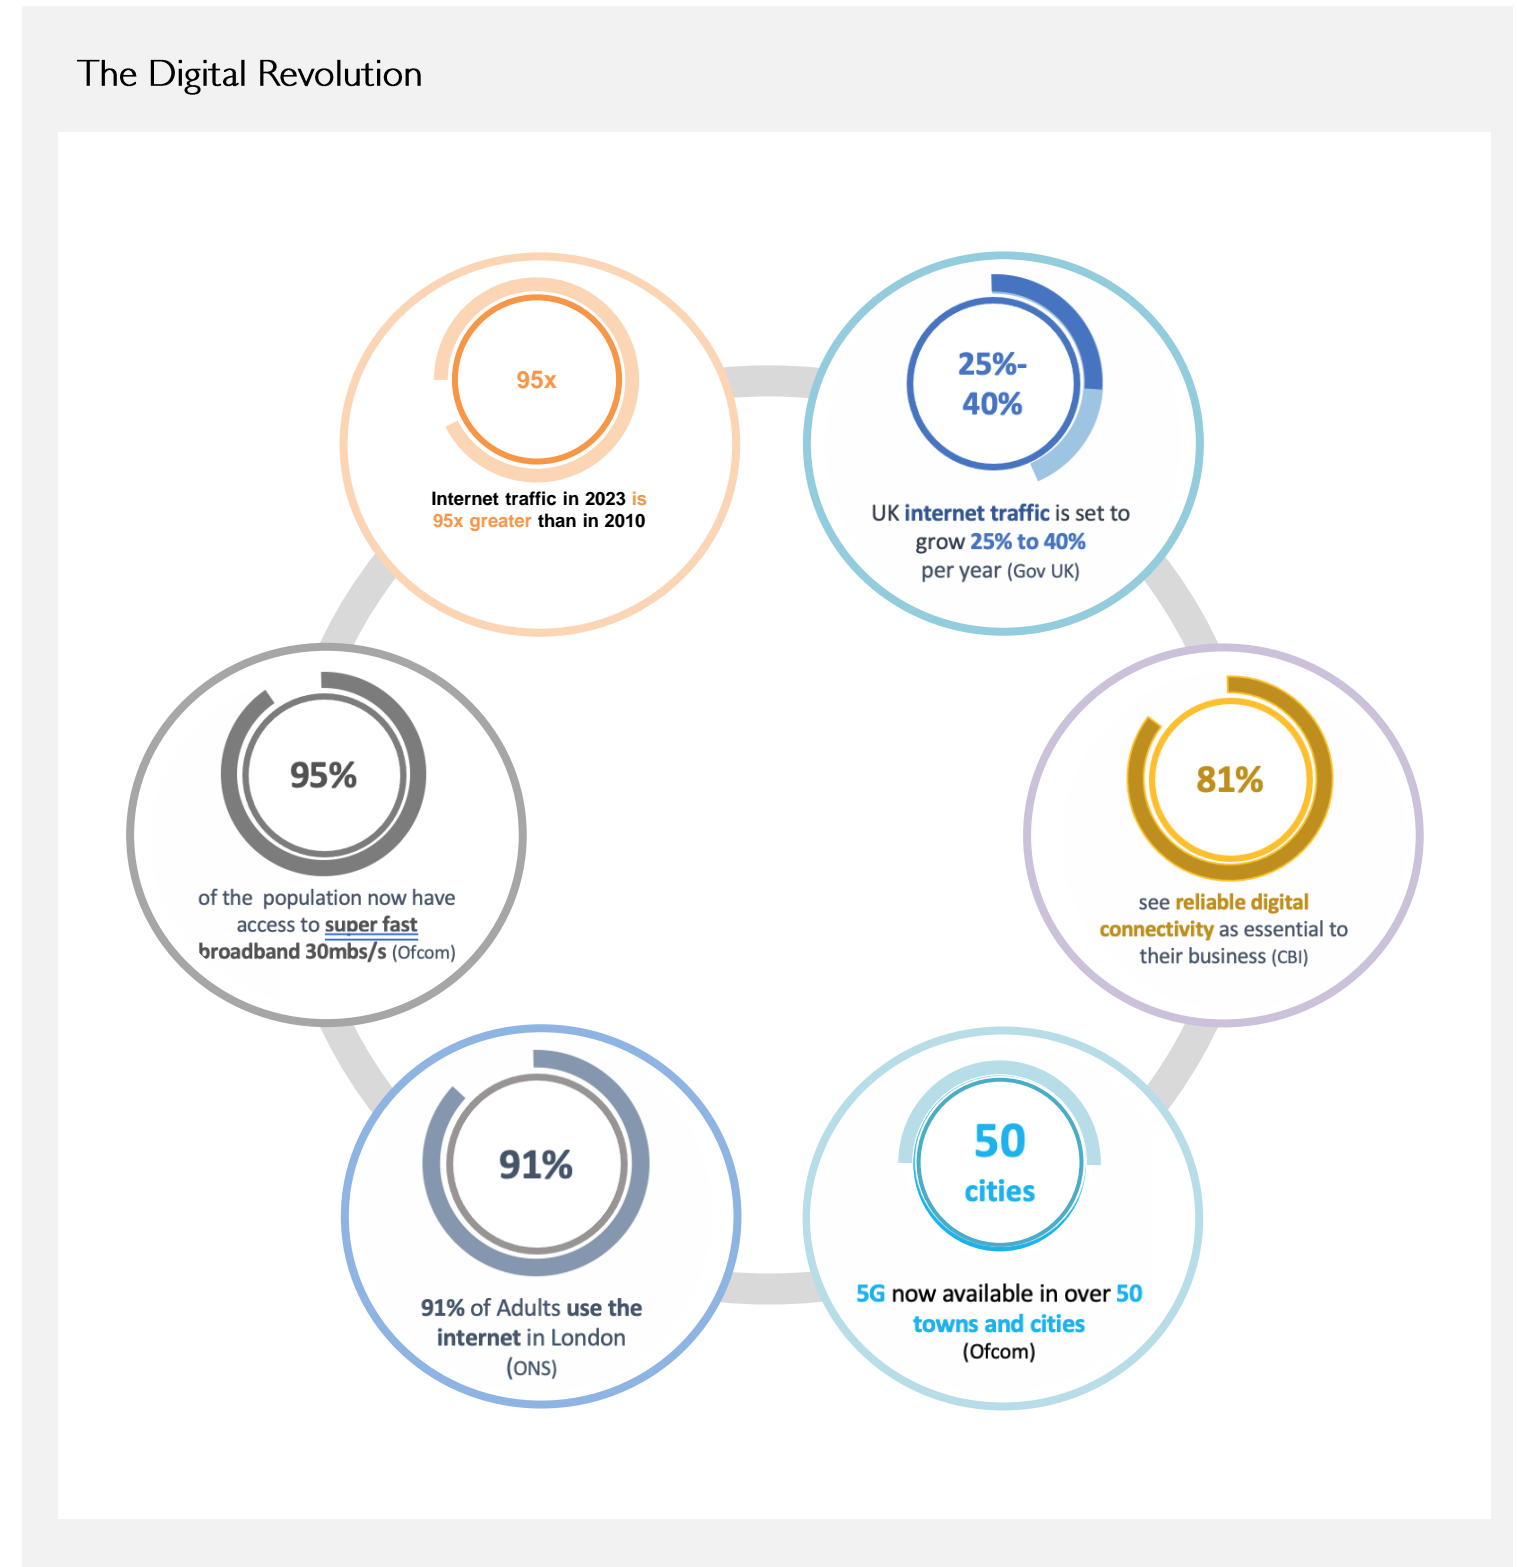 The Digital Revolution
95x
Internet traffic in 2023 is
95x greater than in 2010
25%-
40%
UK internet traffic is set to
grow 25% to 40%
per year (Gov UK)
95%
of the  population now have
access to super fast
broadband 30mbs/s (Ofcom)
81%
see reliable digital
connectivity as essential to
their business (CBI)
91%
91% of Adults use the
internet in London
(ONS)
50
cities
5G now available in over 50
towns and cities
(Ofcom)